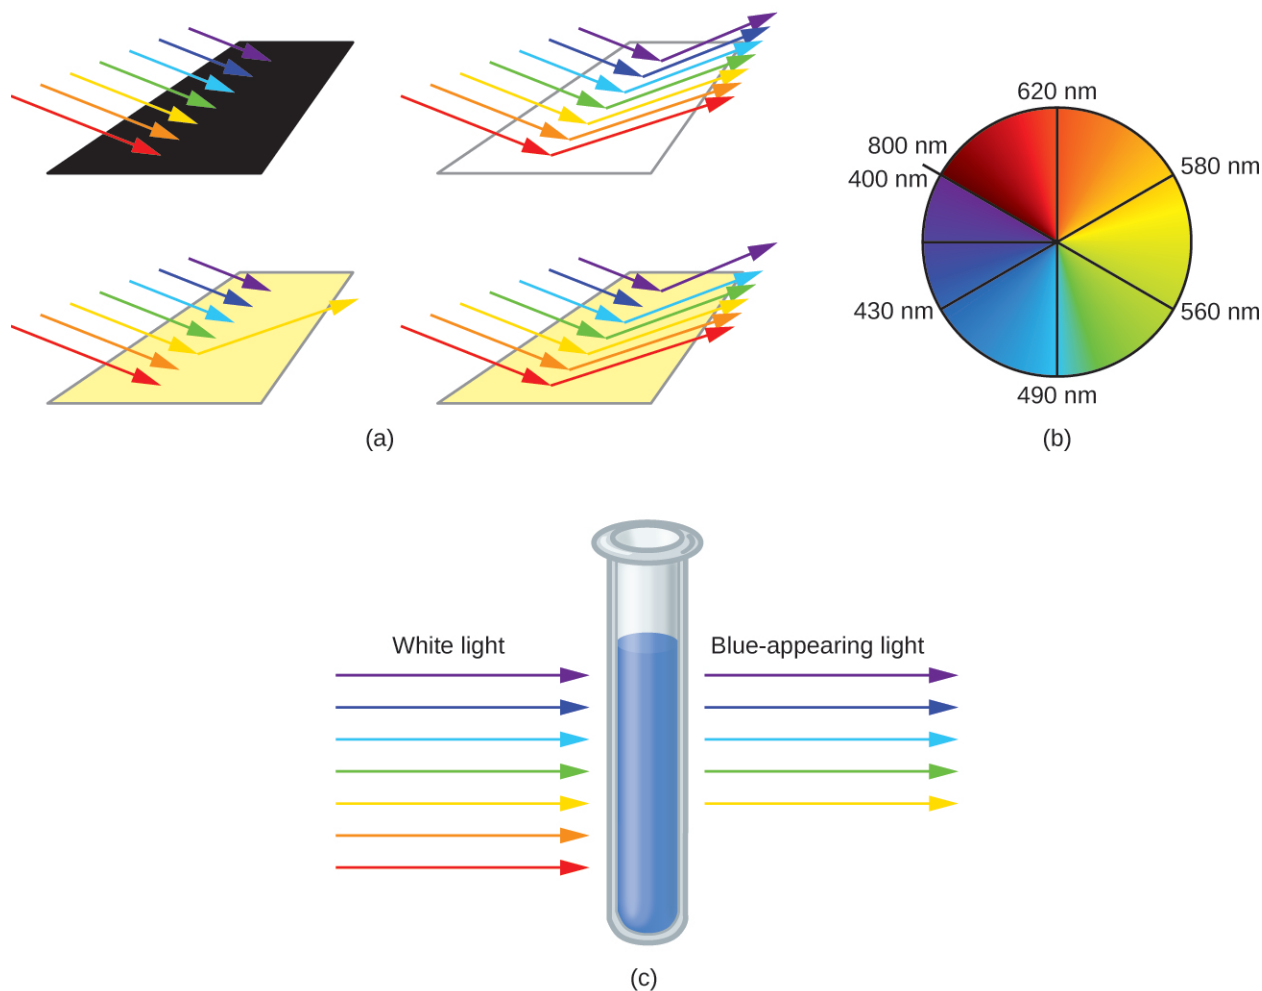 620 nm
800 nm
580 nm
400 nm
430 nm
560 nm
490 nm
(a)
(b)
White light
Blue-appearing light
(c)